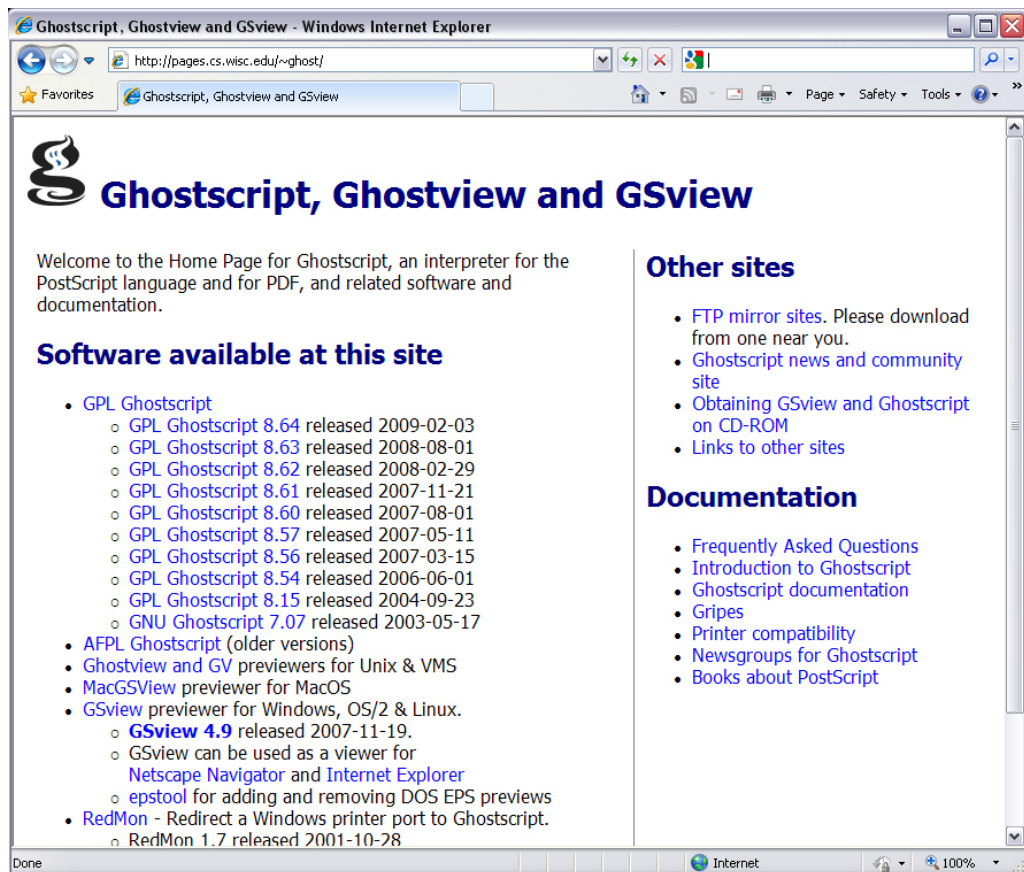 Ghostscript, Ghostview and GSview - Windows Internet Explorer
http://pages.cs.wisc.edu/~ghost/
Favorites
Ghostscript, Ghostview and GSview
Page
Safety
Tools
Ghostscript, Ghostview and GSview
Welcome to the Home Page for Ghostscript, an interpreter for the
PostScript language and for PDF, and related software and
documentation.
Software available at this site
GPL Ghostscript
GPL Ghostscript 8.64 released 2009-02-03
GPL Ghostscript 8.63 released 2008-08-01
GPL Ghostscript 8.62 released 2008-02-29
GPL Ghostscript 8.61 released 2007-11-21
GPL Ghostscript 8.60 released 2007-08-01
GPL Ghostscript 8.57 released 2007-05-11
GPL Ghostscript 8.56 released 2007-03-15
GPL Ghostscript 8.54 released 2006-06-01
GPL Ghostscript 8.15 released 2004-09-23
GNU Ghostscript 7.07 released 2003-05-17
AFPL Ghostscript (older versions)
Ghostview and GV previewers for Unix & VMS
MacGSView previewer for MacOS
GSview previewer for Windows, OS/2 & Linux.
GSview 4.9 released 2007-11-19.
GSview can be used as a viewer for
Netscape Navigator and Internet Explorer
epstool for adding and removing DOS EPS previews
RedMon - Redirect a Windows printer port to Ghostscript.
RedMon 1.7 released 2001-10-28
Other sites
FTP mirror sites. Please download
from one near you.
Ghostscript news and community
site
Obtaining GSview and Ghostscript
on CD-ROM
Links to other sites
Documentation
Frequently Asked Questions
Introduction to Ghostscript
Ghostscript documentation
Gripes
Printer compatibility
Newsgroups for Ghostscript
Books about PostScript
Done
Internet
100%